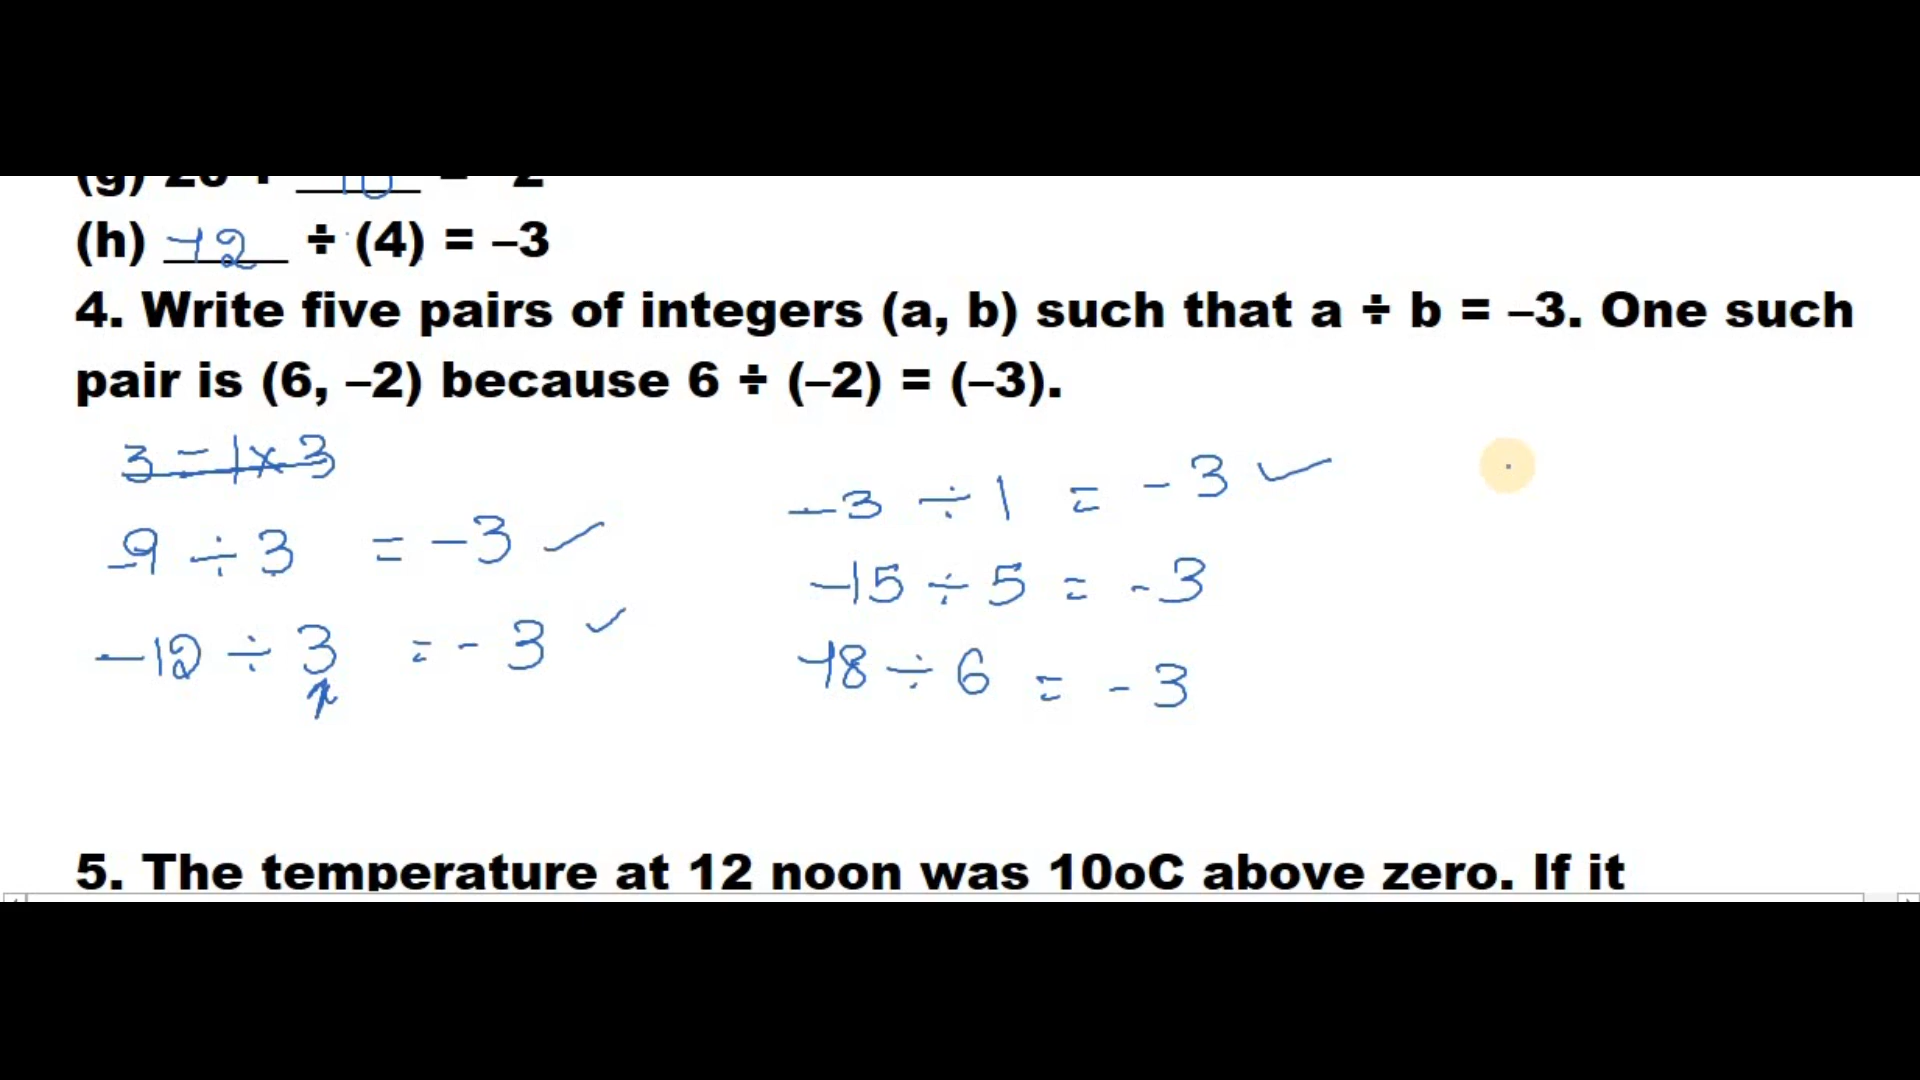 (g) 20 ÷ = 2
(h) -12 ÷ (4) = –3
4. Write five pairs of integers (a, b) such that a ÷ b = –3. One such
pair is (6, –2) because 6 ÷ (–2) = (–3).
3 = 1 x 3
-9 ÷ 3 = -3 ✓
-12 ÷ 3 = - 3 ✓
-3 ÷ 1 = - 3 ✓
-15 ÷ 5 = - 3
-18 ÷ 6 = - 3
5. The temperature at 12 noon was 10oC above zero. If it